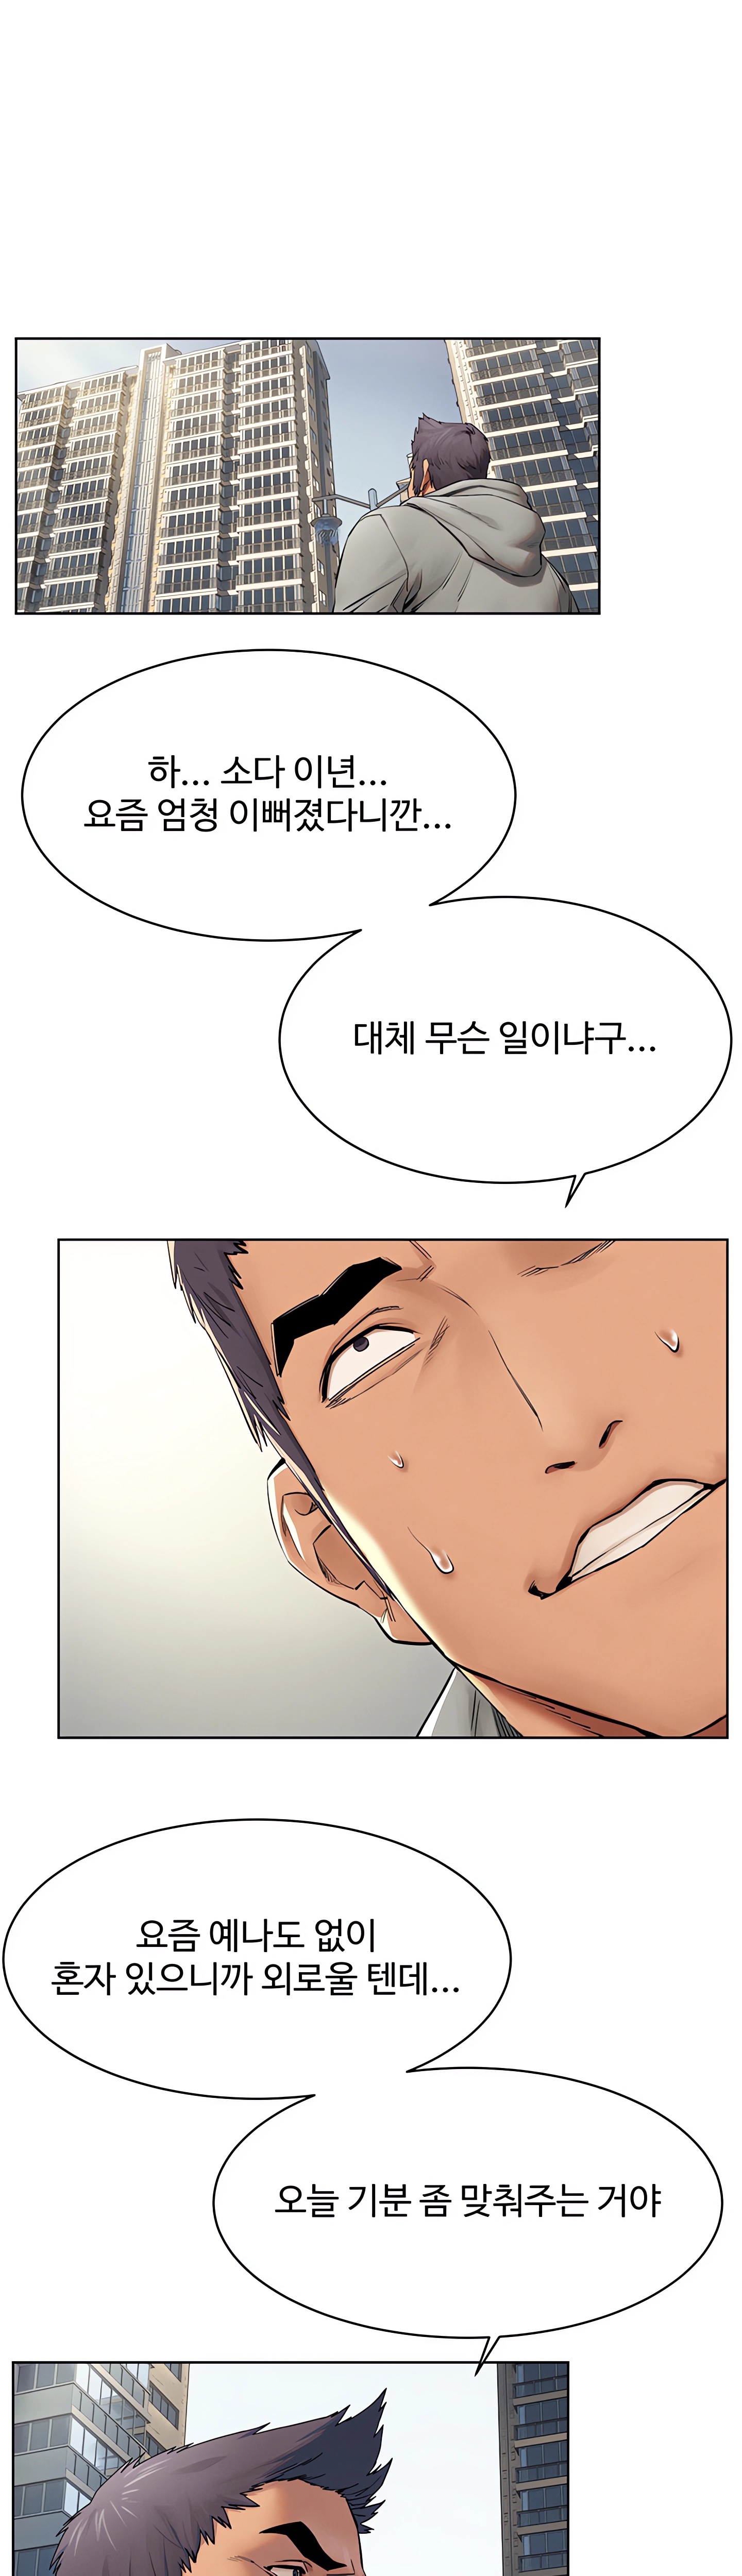 하... 소다 이년...
요즘 엄청 이뻐졌다니깐...
대체 무슨 일이냐구...
요즘 예나도 없이
혼자 있으니까 외로울 텐데...
오늘 기분 좀 맞춰주는 거야